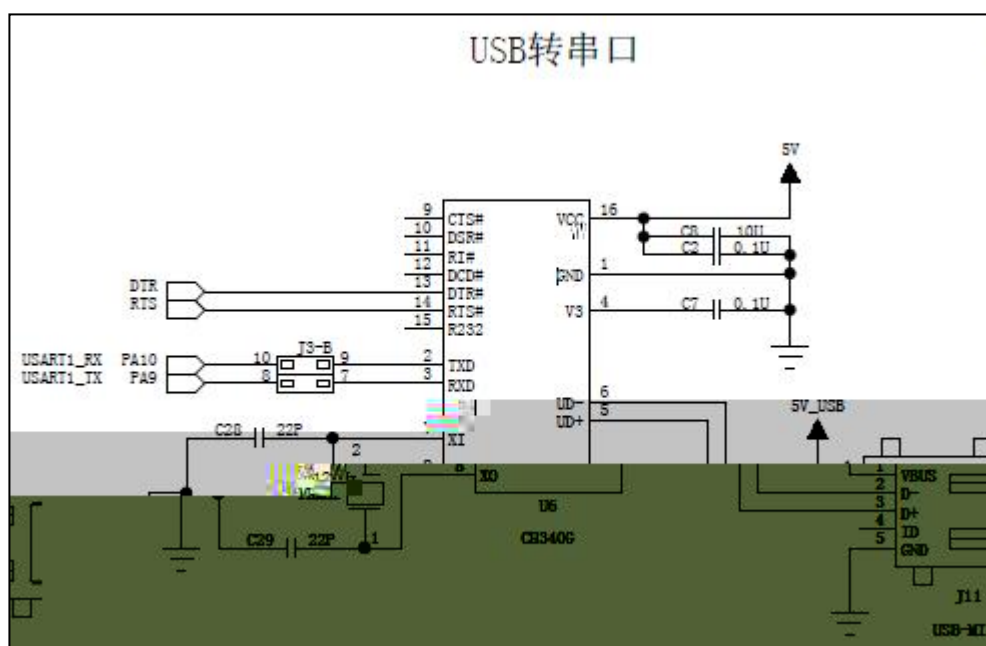 USB转串口
5V
9 CTS# VCC 16
10 DSR# C8 10U
11 RI# C2 0.1U
12 DCD# GND 1
DTR 13 DTR#
RTS 14 RTS# V3 4 C7 0.1U
15 R232
J3-B
USART1_RX PA10 10 9 2 TXD
USART1_TX PA9 8 7 3 RXD
UD- 6
UD+ 5
5V_USB
C28 22P XI
2
XO
1 VBUS
2 D-
3 D+
4 ID
5 GND
U6
C29 22P 1 CH340G
J11